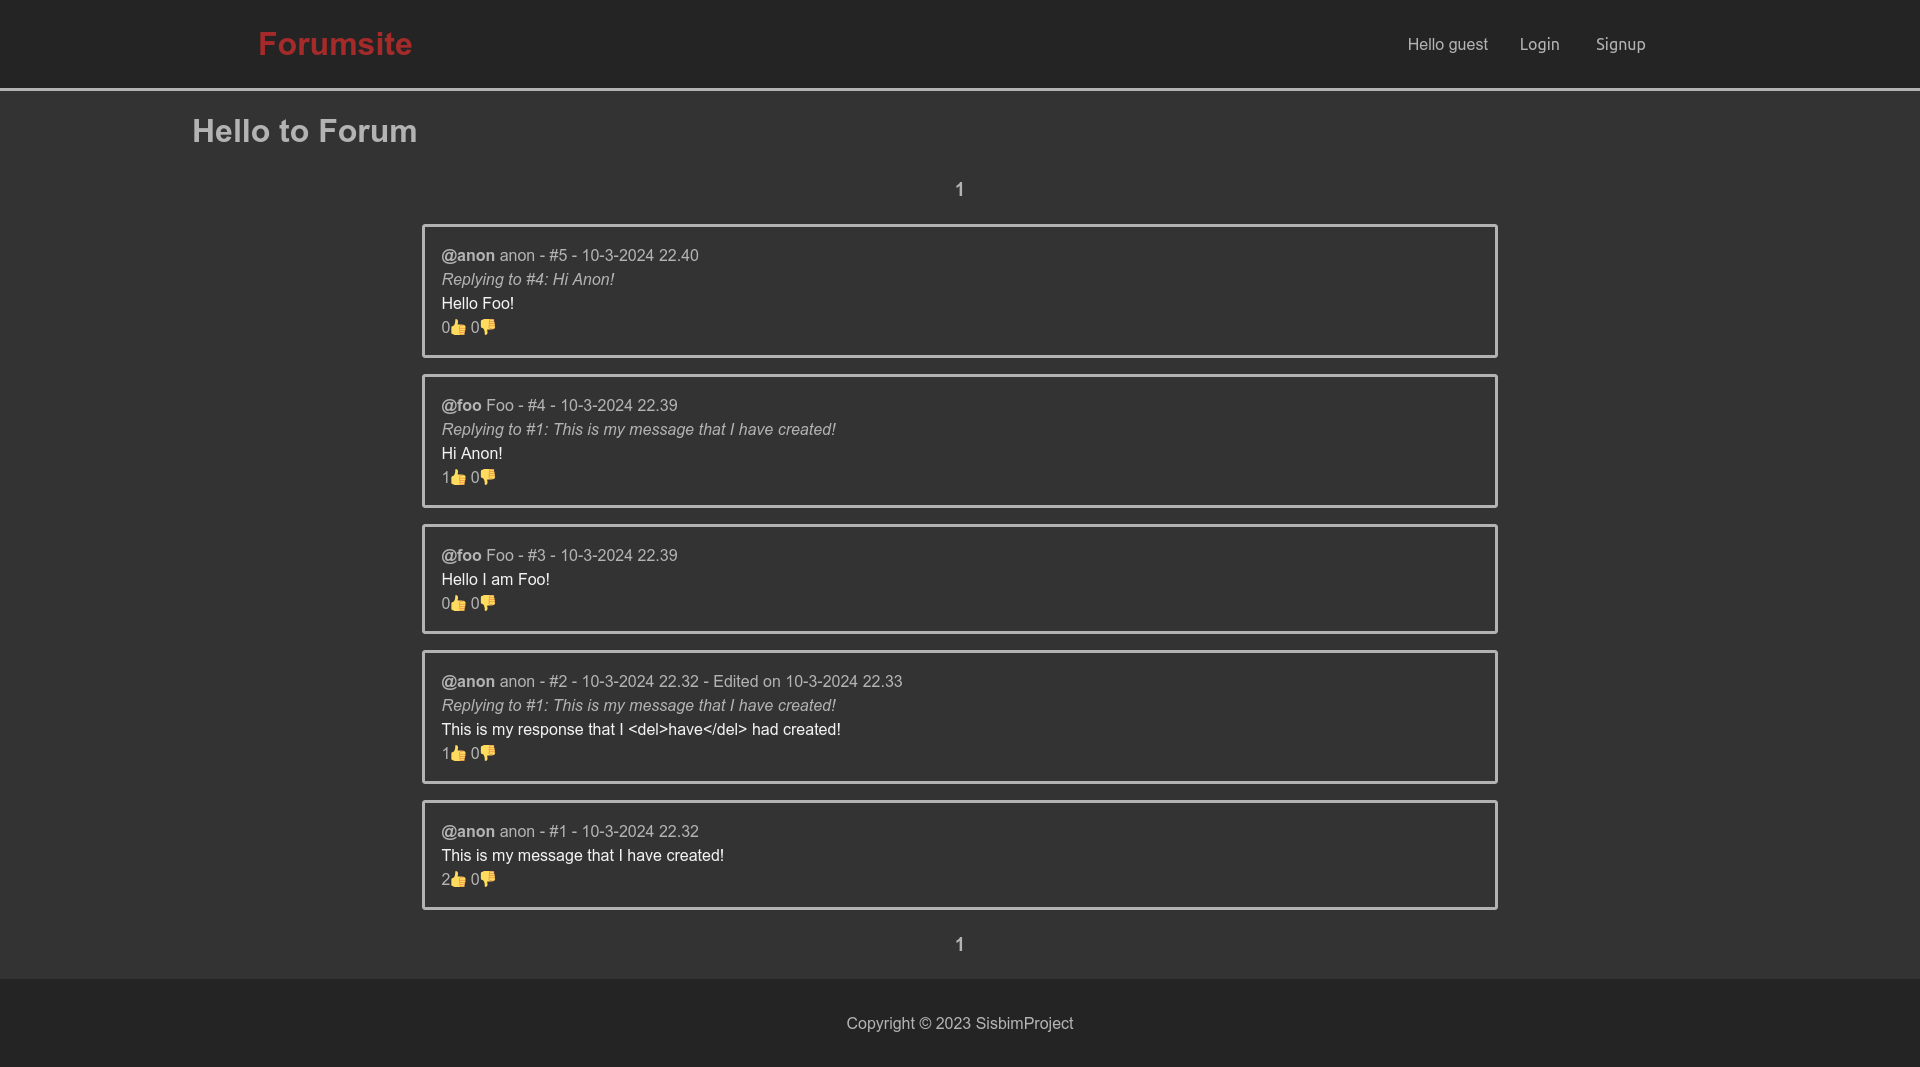 Forumsite
Hello guest Login Signup
Hello to Forum
1
@anon anon - #5 - 10-3-2024 22.40
Replying to #4: Hi Anon!
Hello Foo!
0👍 0👎
@foo Foo - #4 - 10-3-2024 22.39
Replying to #1: This is my message that I have created!
Hi Anon!
1👍 0👎
@foo Foo - #3 - 10-3-2024 22.39
Hello I am Foo!
0👍 0👎
@anon anon - #2 - 10-3-2024 22.32 - Edited on 10-3-2024 22.33
Replying to #1: This is my message that I have created!
This is my response that I <del>have</del> had created!
1👍 0👎
@anon anon - #1 - 10-3-2024 22.32
This is my message that I have created!
2👍 0👎
1
Copyright © 2023 SisbimProject